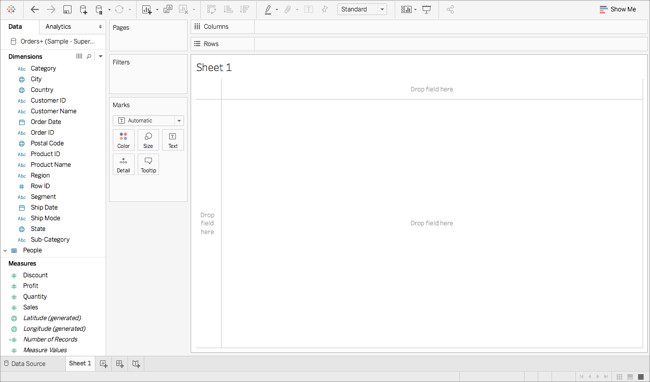 Standard
Show Me
Data
Analytics
Pages
Columns
Rows
Orders+ (Sample - Super...
Dimensions
Abc Category
City
Country
Abc Customer ID
Abc Customer Name
Order Date
Abc Order ID
Postal Code
Abc Product ID
Abc Product Name
Abc Region
# Row ID
Abc Segment
Ship Date
Abc Ship Mode
State
Abc Sub-Category
People
Measures
# Discount
# Profit
# Quantity
# Sales
Latitude (generated)
Longitude (generated)
=# Number of Records
# Measure Values
Filters
Marks
T Automatic
Color
Size
T Text
Detail
Tooltip
Sheet 1
Drop field here
Drop
field
here
Drop field here
Data Source
Sheet 1